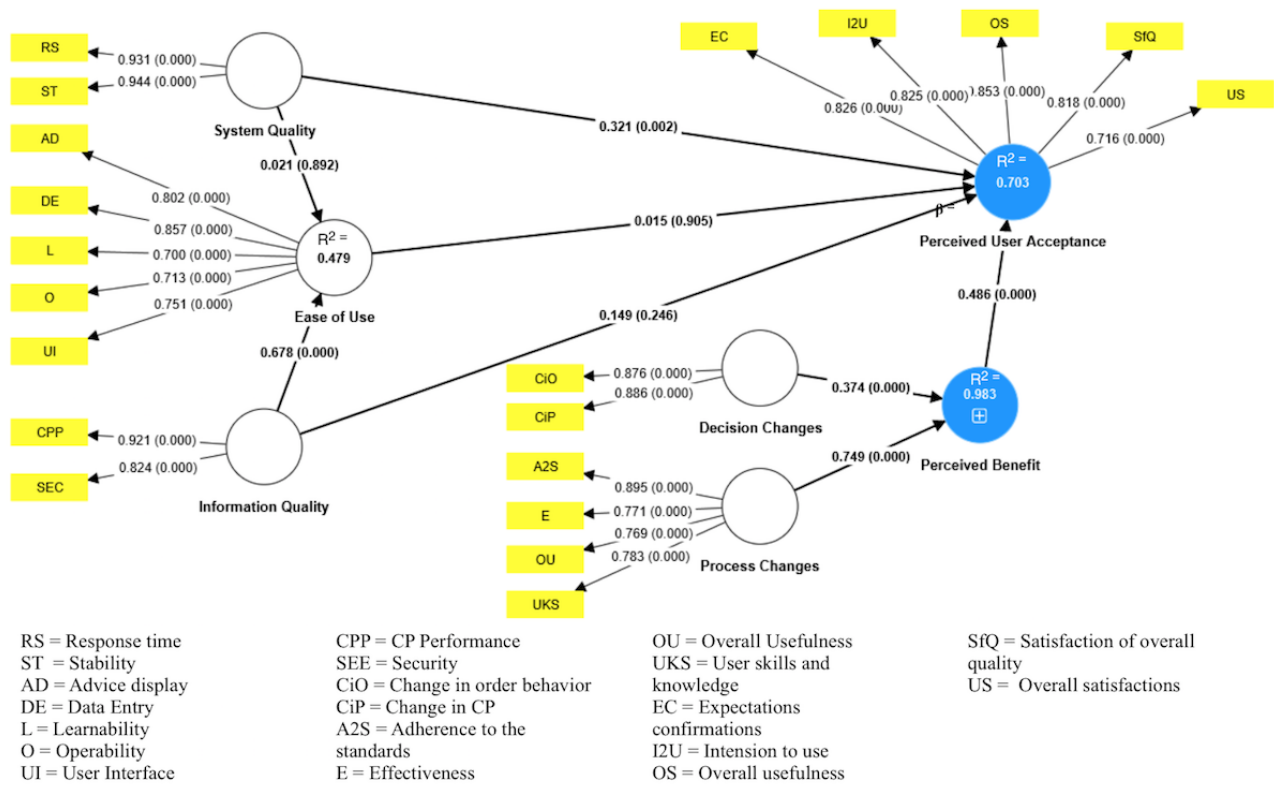 RS
0.931 (0.000)
ST
0.944 (0.000)
System Quality
AD
0.021 (0.892)
0.802 (0.000)
DE
0.857 (0.000)
L
0.700 (0.000)
O
0.713 (0.000)
UI
0.751 (0.000)
R² =
0.479
Ease of Use
0.678 (0.000)
CPP
0.921 (0.000)
SEC
0.824 (0.000)
Information Quality
0.321 (0.002)
0.015 (0.905)
0.149 (0.246)
β =
EC
I2U
OS
SfQ
US
0.826 (0.000)
0.825 (0.000)
0.853 (0.000)
0.818 (0.000)
0.716 (0.000)
R² =
0.703
Perceived User Acceptance
0.486 (0.000)
R² =
0.983
Perceived Benefit
CiO
0.876 (0.000)
CiP
0.886 (0.000)
Decision Changes
0.374 (0.000)
0.749 (0.000)
A2S
0.895 (0.000)
E
0.771 (0.000)
OU
0.769 (0.000)
UKS
0.783 (0.000)
Process Changes
RS = Response time
ST = Stability
AD = Advice display
DE = Data Entry
L = Learnability
O = Operability
UI = User Interface
CPP = CP Performance
SEE = Security
CiO = Change in order behavior
CiP = Change in CP
A2S = Adherence to the
standards
E = Effectiveness
OU = Overall Usefulness
UKS = User skills and
knowledge
EC = Expectations
confirmations
I2U = Intension to use
OS = Overall usefulness
SfQ = Satisfaction of overall
quality
US = Overall satisfactions